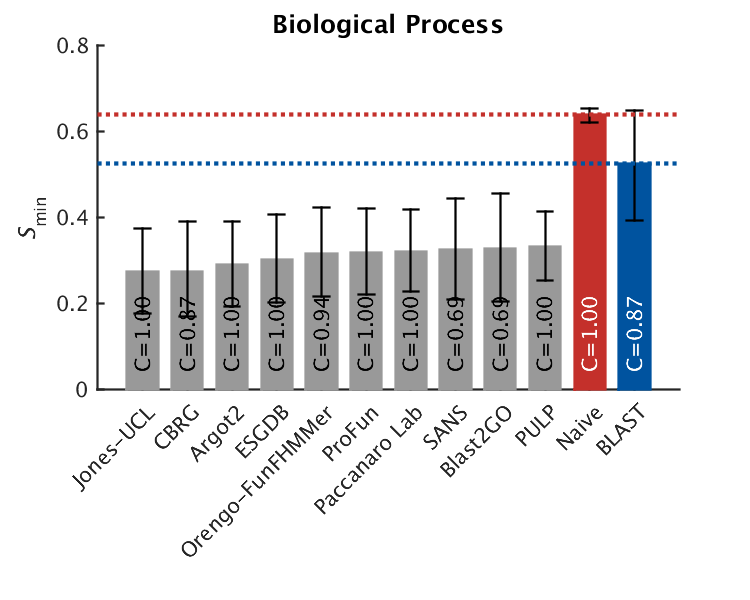 Biological Process
0.8
0.6
0.4
0.2
0
Smin
C=1.00
C=0.87
C=1.00
C=1.00
C=0.94
C=1.00
C=1.00
C=0.69
C=0.69
C=1.00
C=1.00
C=0.87
Jones-UCL
CBRG
Argot2
ESGDB
Orengo-FunFHMMer
ProFun
Paccanaro Lab
SANS
Blast2GO
PULP
Naive
BLAST